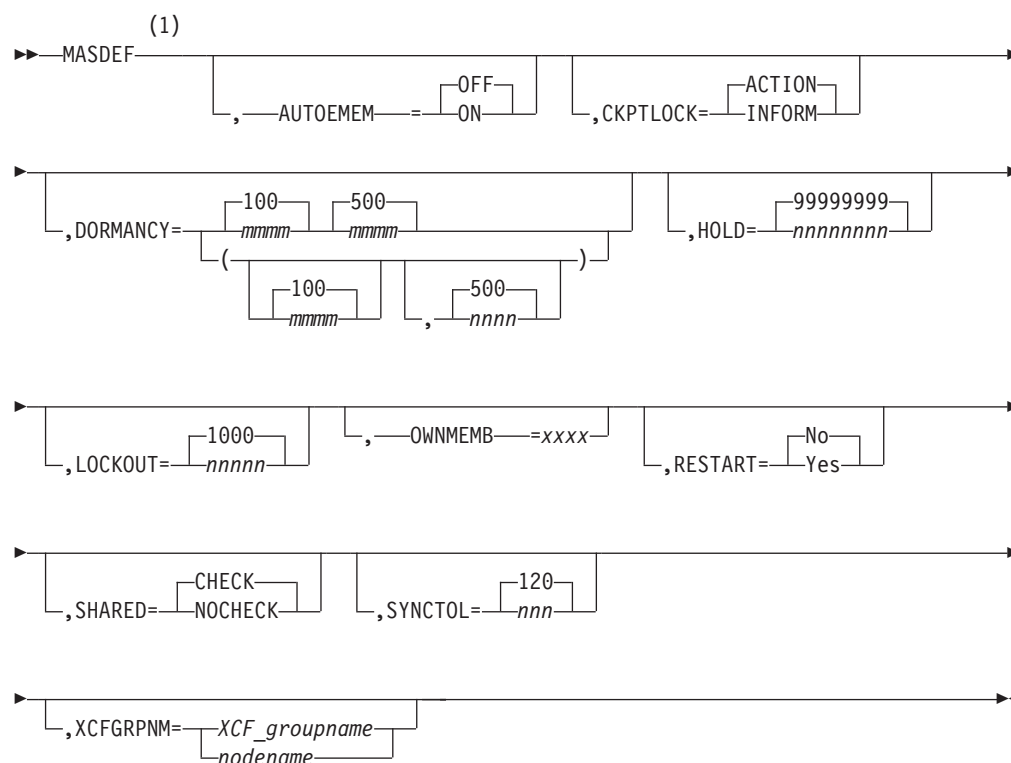 (1)
MASDEF
OFF
ACTION
, AUTOEMEM = ON
,CKPTLOCK= INFORM
100 500
99999999
,DORMANCY= mmmm mmmm
,HOLD= nnnnnnnn
( )
100 500
mmmm , nnnn
1000
No
,LOCKOUT= nnnnn
, OWNMEMB =xxxx
,RESTART= Yes
CHECK
120
,SHARED= NOCHECK
,SYNCTOL= nnn
,XCFGRPNM= XCF_groupname
nodename